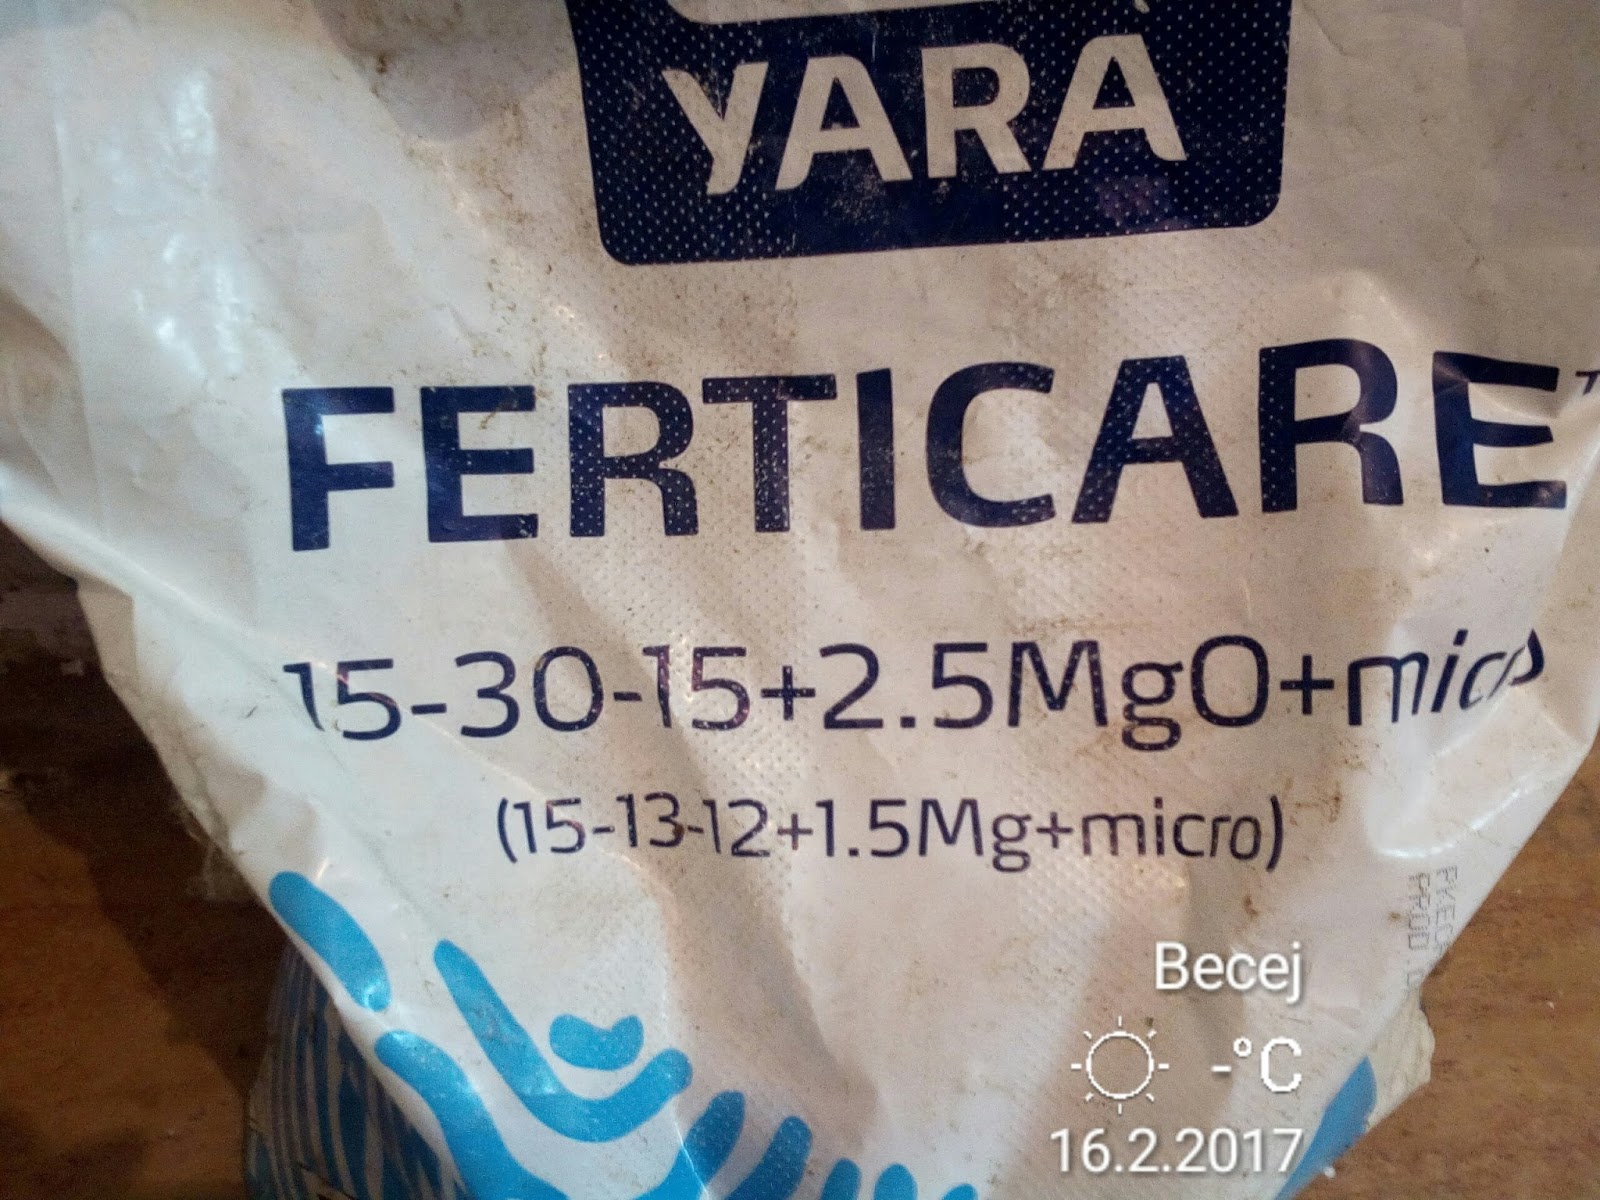 YARA
FERTICARE
15-30-15+2.5MgO+micro
(15-13-12+1.5Mg+micro)
Becej
-°C
16.2.2017